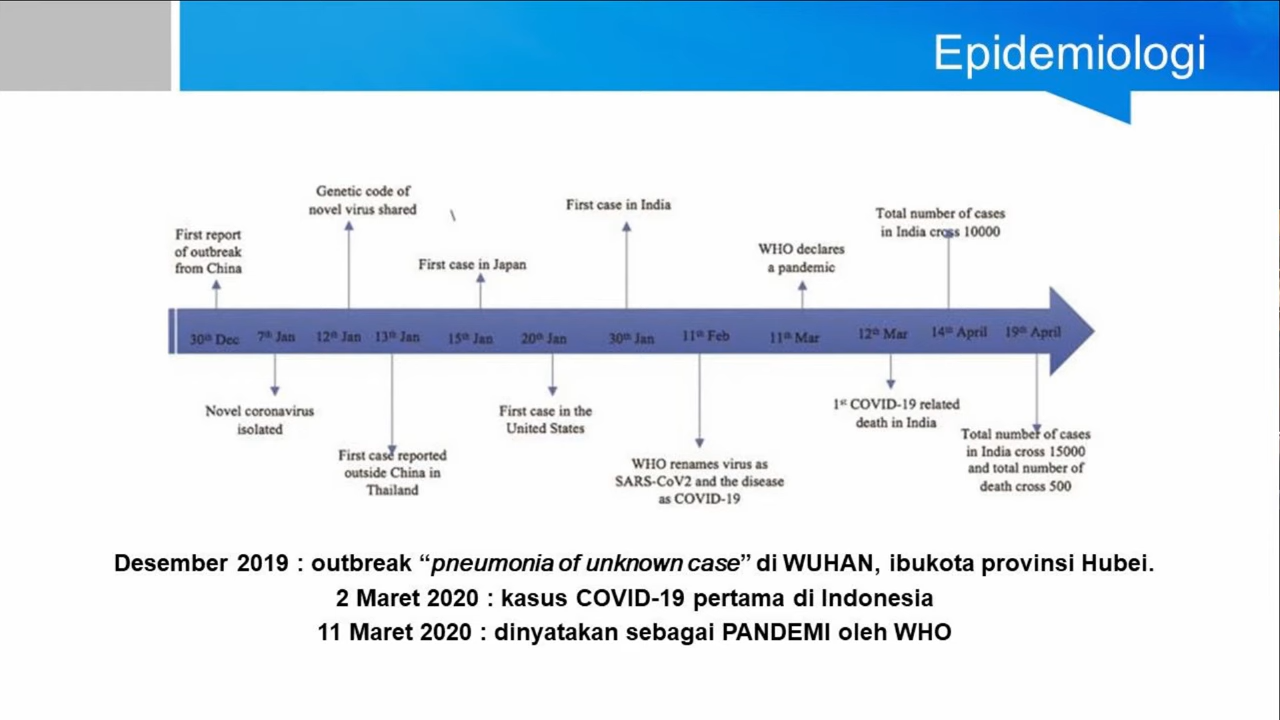 Epidemiologi
Genetic code of
novel virus shared
First case in India
Total number of cases
in India cross 10000
First report
of outbreak
from China
First case in Japan
WHO declares
a pandemic
30th Dec
7th Jan
12th Jan
13th Jan
15th Jan
20th Jan
30th Jan
11th Feb
11th Mar
12th Mar
14th April
19th April
Novel coronavirus
isolated
First case reported
outside China in
Thailand
First case in the
United States
WHO renames virus as
SARS-CoV2 and the disease
as COVID-19
1st COVID-19 related
death in India
Total number of cases
in India cross 15000
and total number of
death cross 500
Desember 2019 : outbreak “pneumonia of unknown case” di WUHAN, ibukota provinsi Hubei.
2 Maret 2020 : kasus COVID-19 pertama di Indonesia
11 Maret 2020 : dinyatakan sebagai PANDEMI oleh WHO